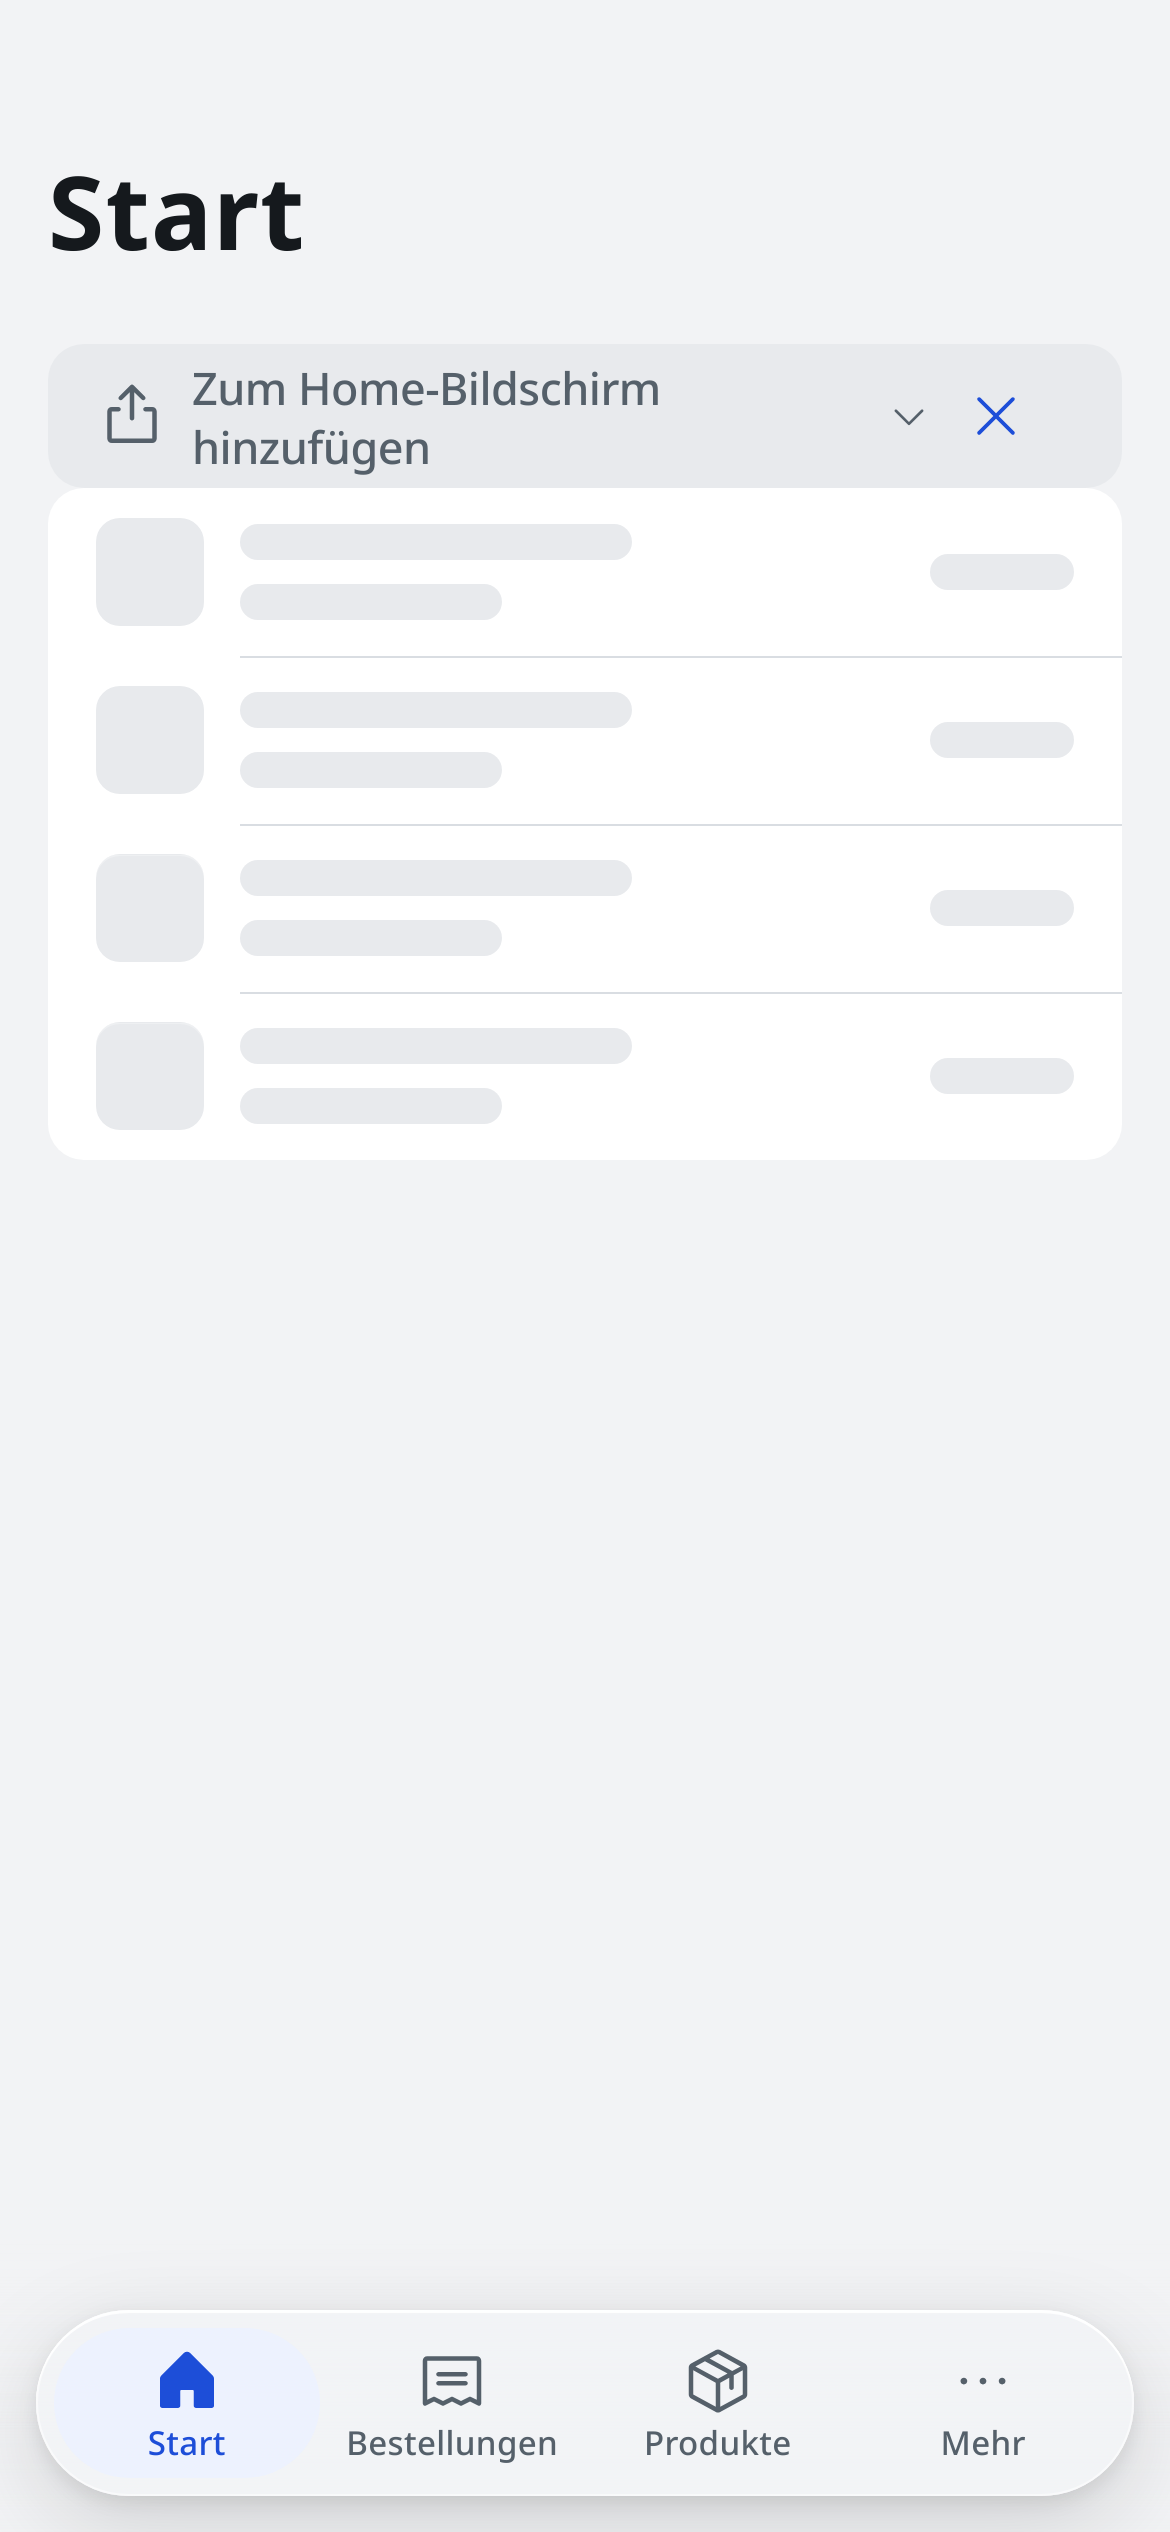 Start
Zum Home-Bildschirm
hinzufügen
Start
Bestellungen
Produkte
Mehr